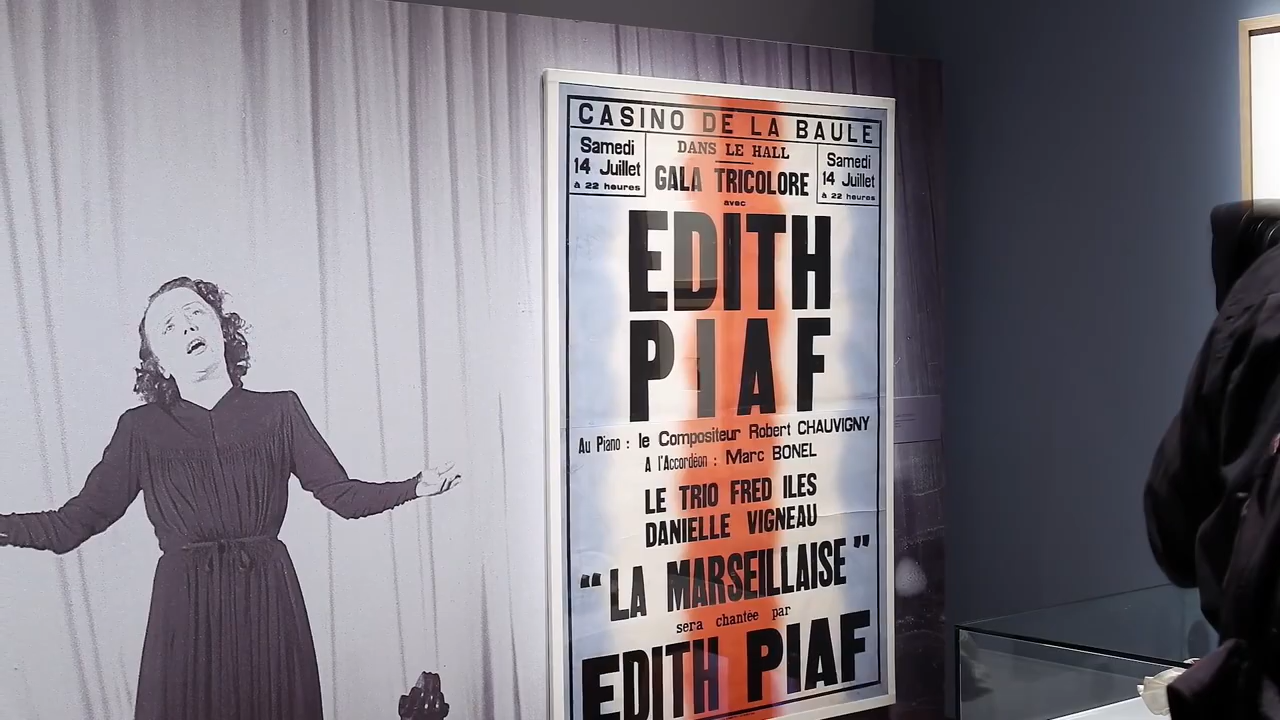 CASINO DE LA BAULE
Samedi
14 Juillet
à 22 heures
DANS LE HALL
GALA TRICOLORE
avec
Samedi
14 Juillet
à 22 heures
EDITH
PIAF
Au Piano : le Compositeur Robert CHAUVIGNY
A l'Accordéon : Marc BONEL
LE TRIO FRED ILES
DANIELLE VIGNEAU
“LA MARSEILLAISE”
sera chantée par
EDITH PIAF